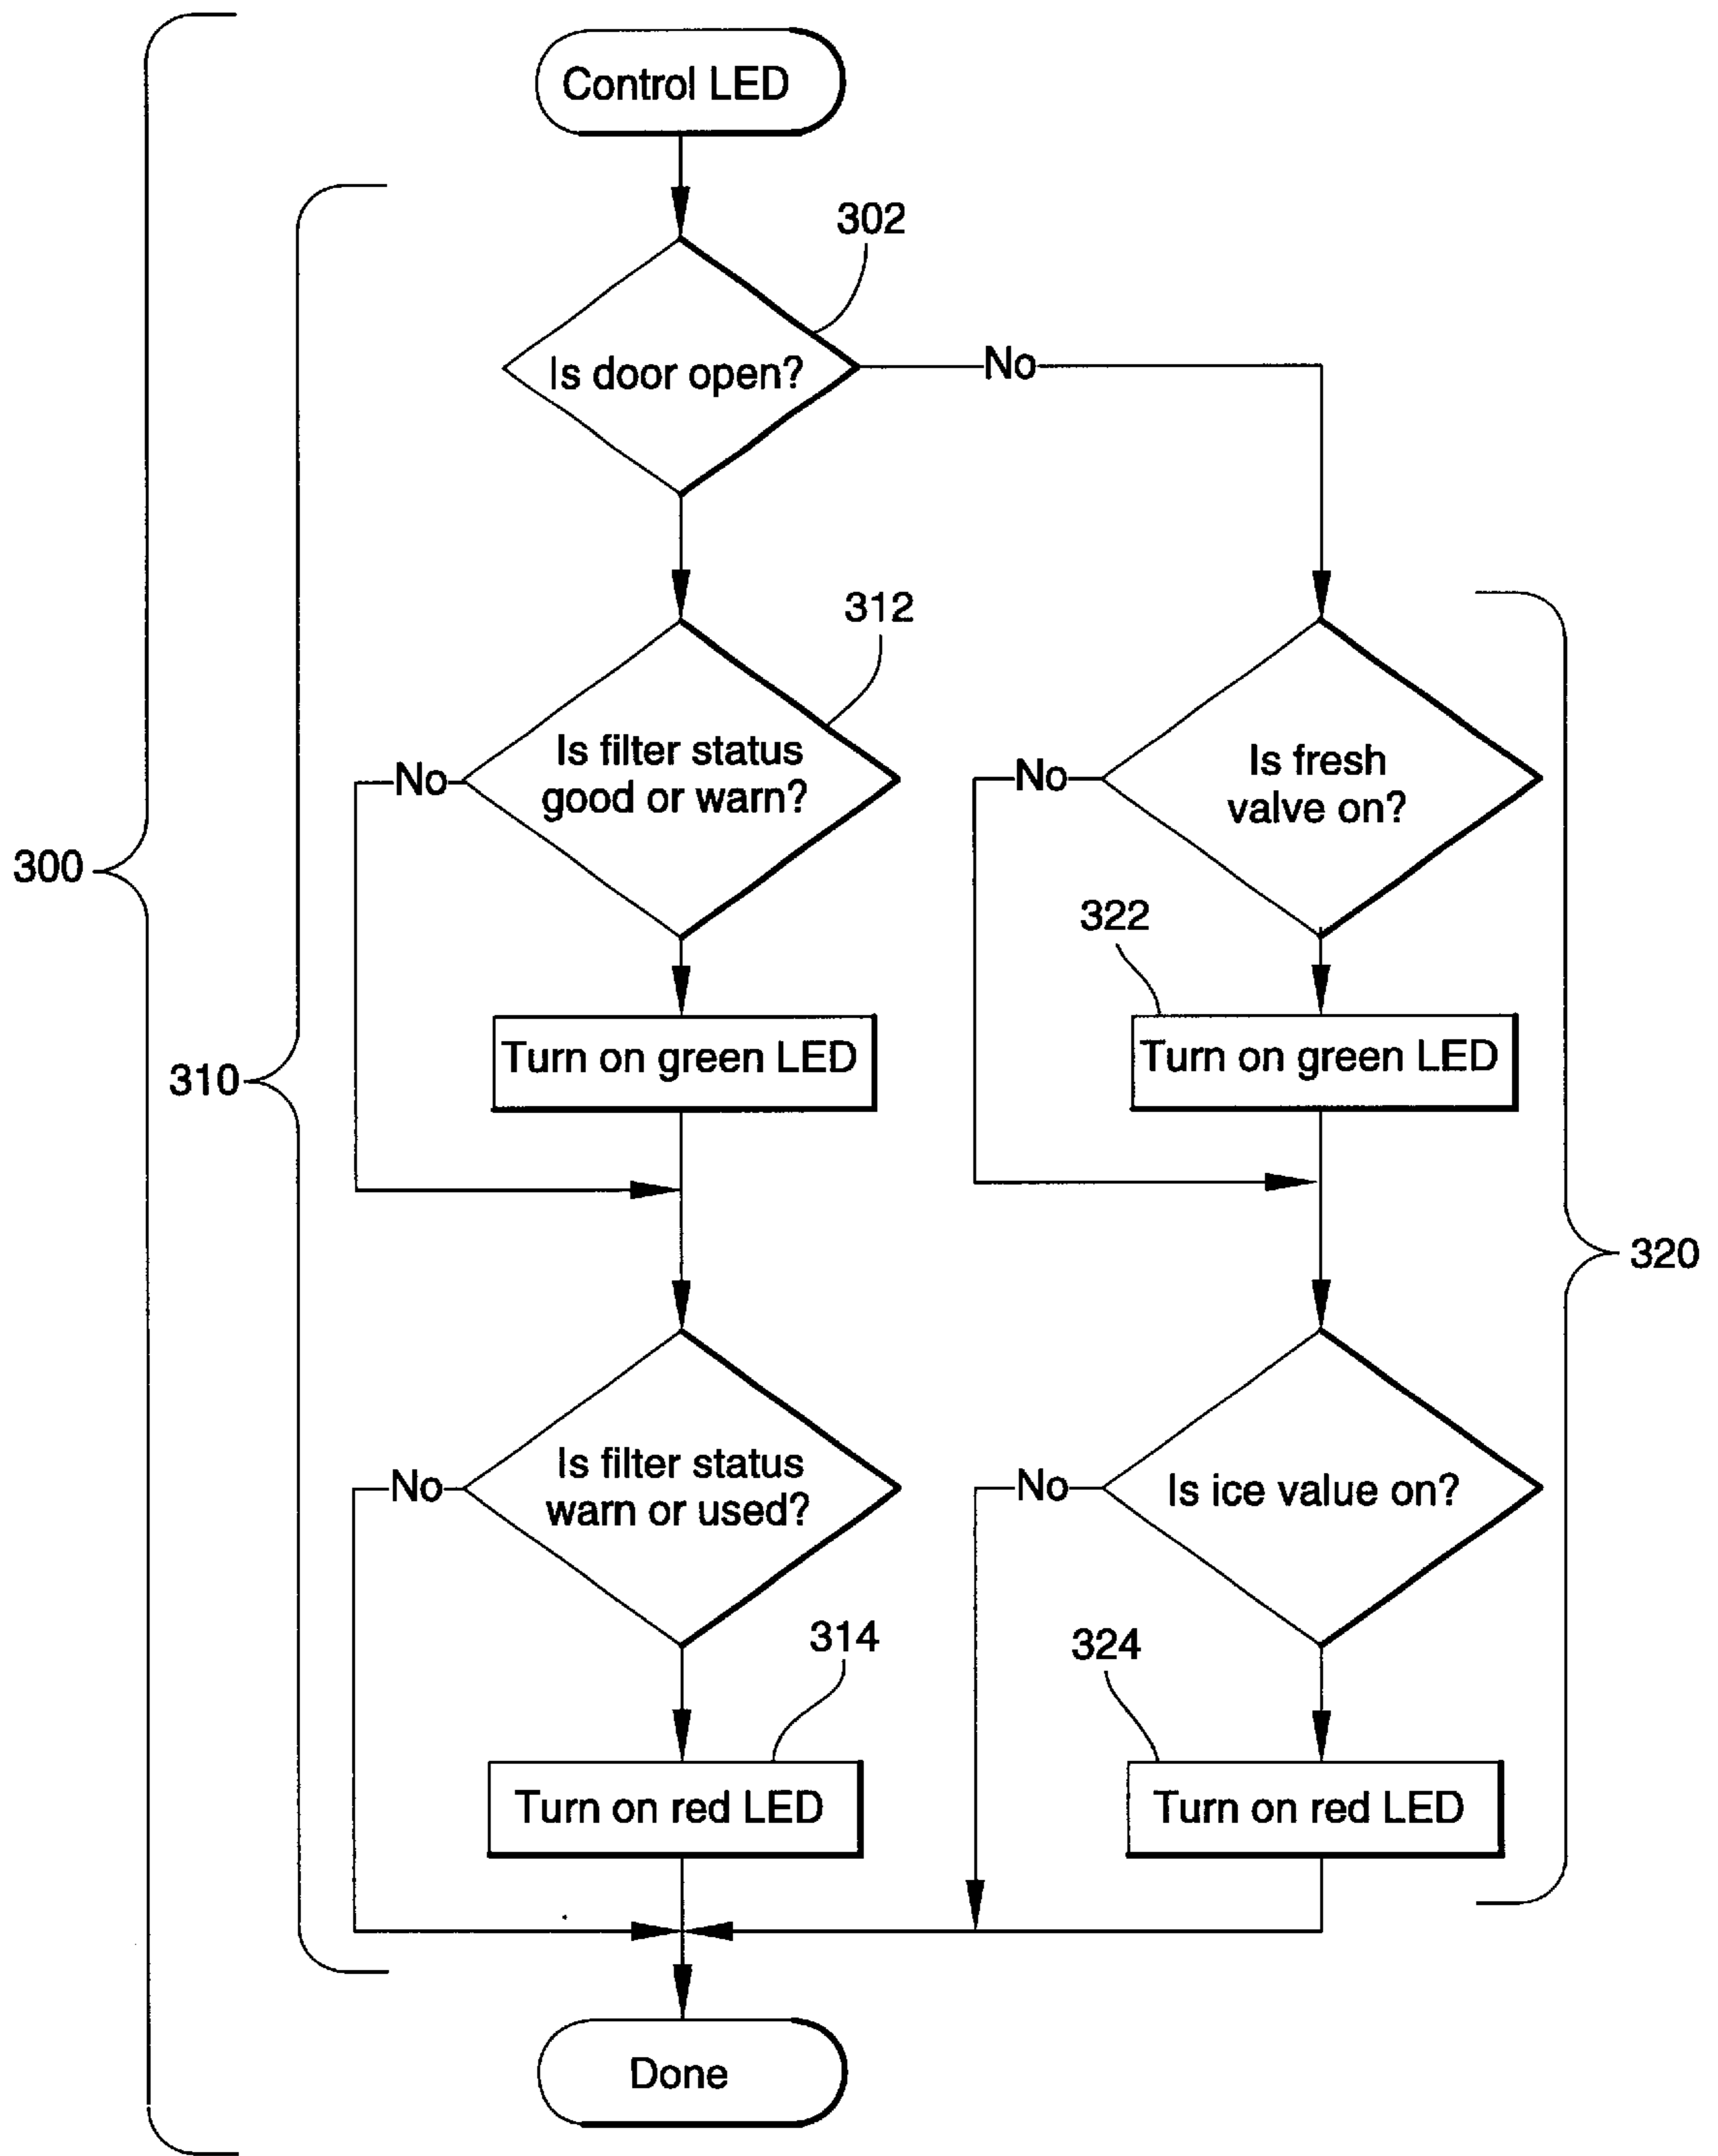 Control LED
302
Is door open?
No
312
Is filter status
good or warn?
No
Is fresh
valve on?
No
300
322
Turn on green LED
Turn on green LED
310
320
Is filter status
warn or used?
No
Is ice value on?
No
314
324
Turn on red LED
Turn on red LED
Done